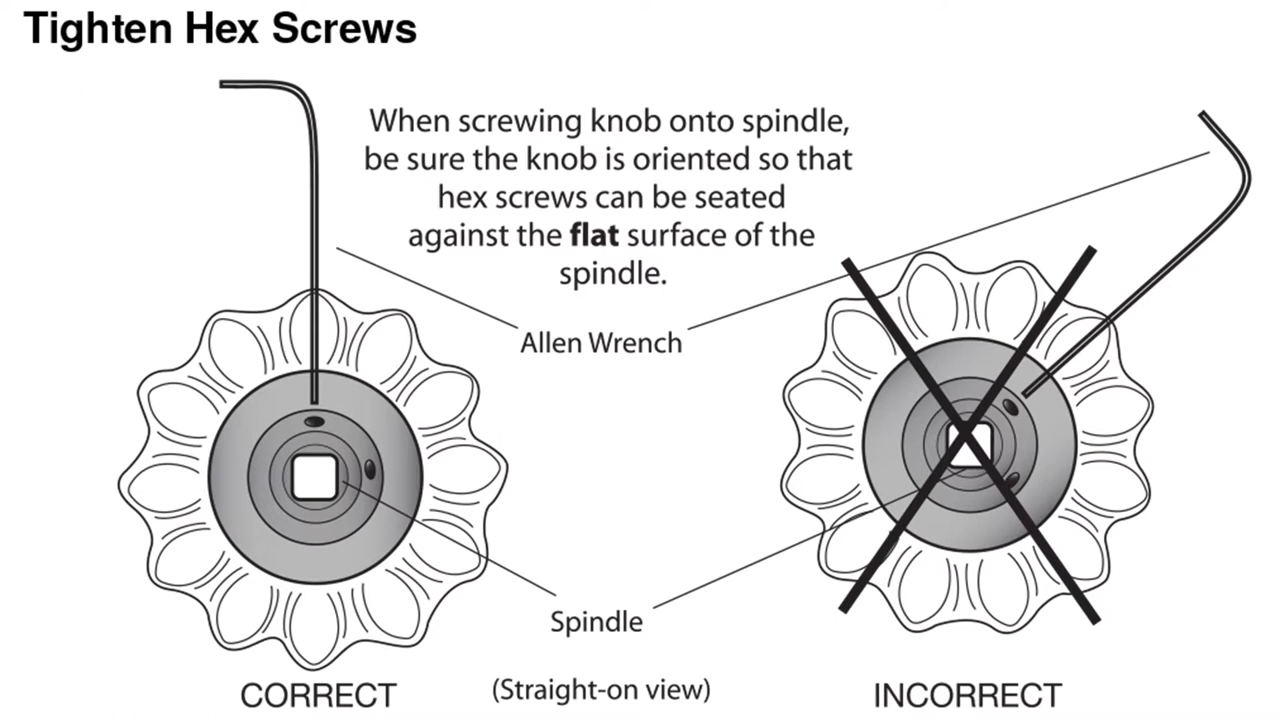 Tighten Hex Screws
When screwing knob onto spindle,
be sure the knob is oriented so that
hex screws can be seated
against the flat surface of the
spindle.
Allen Wrench
Spindle
(Straight-on view)
CORRECT
INCORRECT